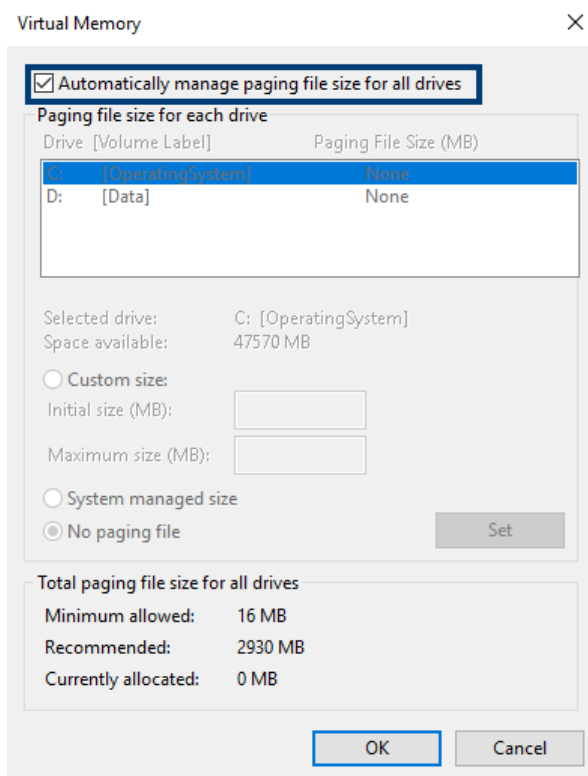 Virtual Memory
Automatically manage paging file size for all drives
Paging file size for each drive
Drive [Volume Label] Paging File Size (MB)
C: [OperatingSystem] None
D: [Data] None
Selected drive: C: [OperatingSystem]
Space available: 47570 MB
Custom size:
Initial size (MB):
Maximum size (MB):
System managed size
No paging file Set
Total paging file size for all drives
Minimum allowed: 16 MB
Recommended: 2930 MB
Currently allocated: 0 MB
OK Cancel